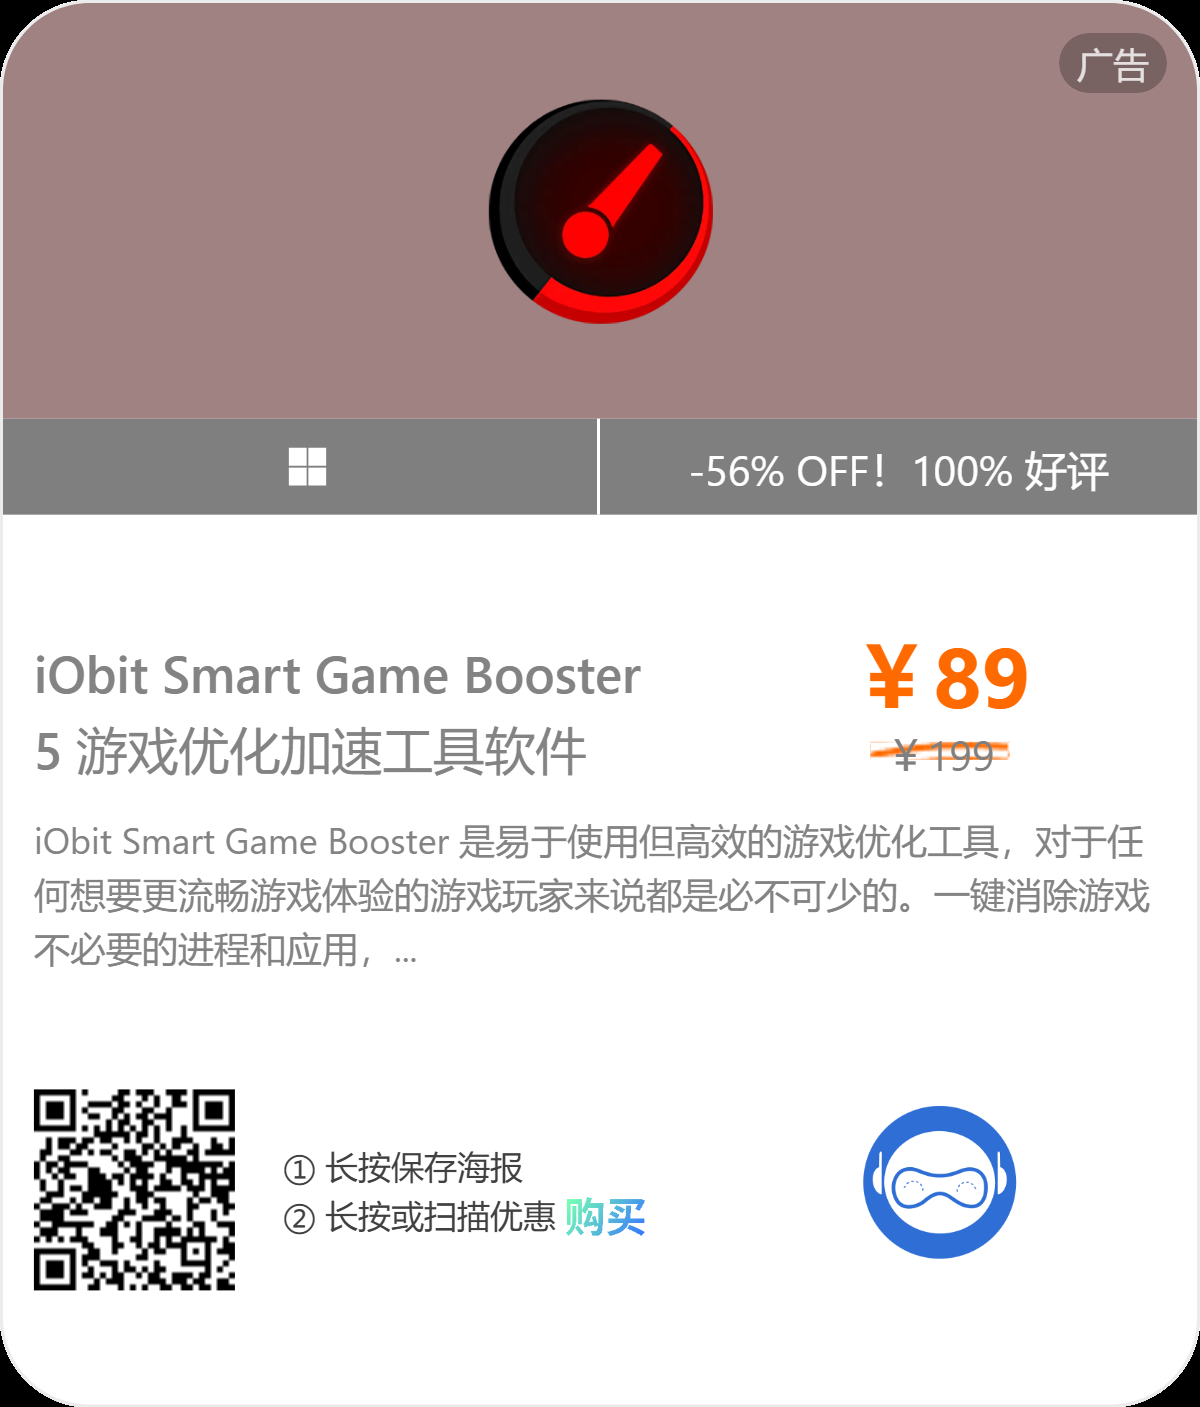 广告
-56% OFF！100% 好评
iObit Smart Game Booster
5 游戏优化加速工具软件
¥ 89
¥ 199
iObit Smart Game Booster 是易于使用但高效的游戏优化工具，对于任
何想要更流畅游戏体验的游戏玩家来说都是必不可少的。一键消除游戏
不必要的进程和应用，...
① 长按保存海报
② 长按或扫描优惠 购买